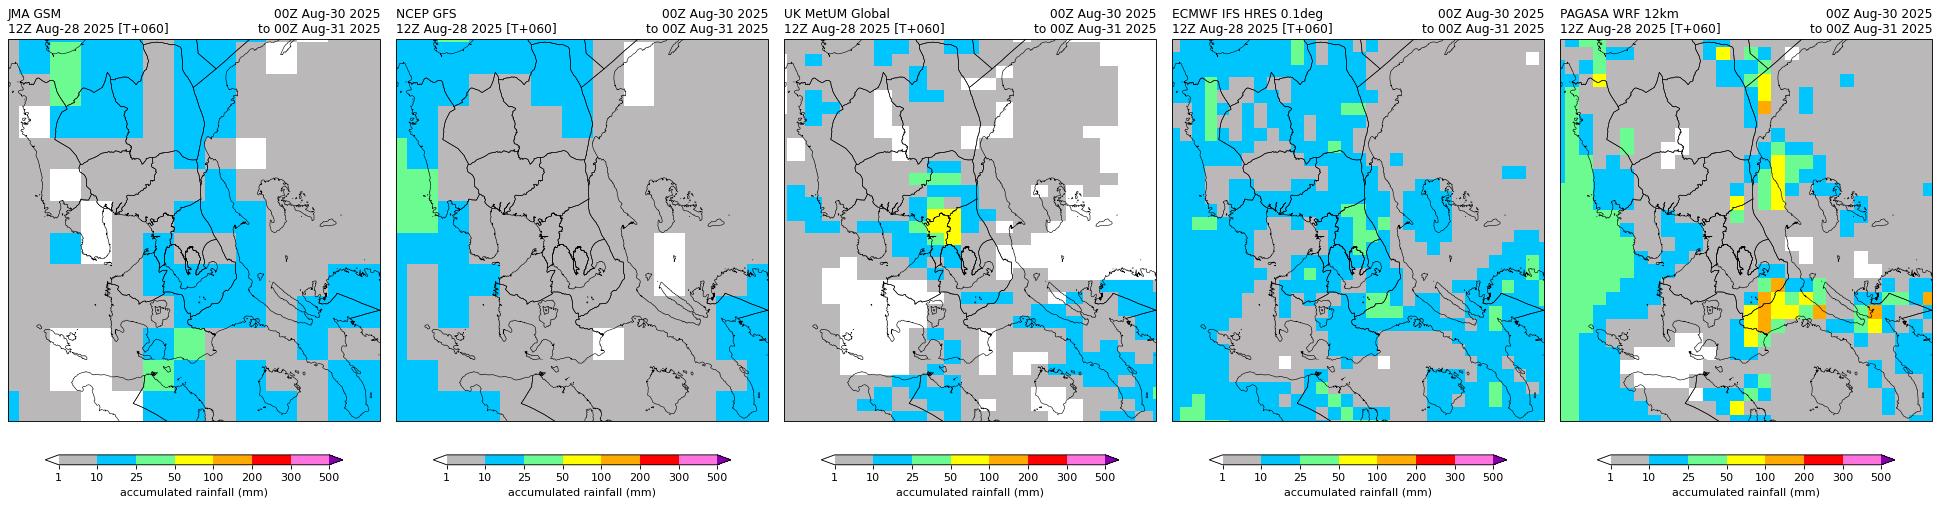 JMA GSM 00Z Aug-30 2025
12Z Aug-28 2025 [T+060] to 00Z Aug-31 2025
1 10 25 50 100 200 300 500
accumulated rainfall (mm)
NCEP GFS 00Z Aug-30 2025
12Z Aug-28 2025 [T+060] to 00Z Aug-31 2025
1 10 25 50 100 200 300 500
accumulated rainfall (mm)
UK MetUM Global 00Z Aug-30 2025
12Z Aug-28 2025 [T+060] to 00Z Aug-31 2025
1 10 25 50 100 200 300 500
accumulated rainfall (mm)
ECMWF IFS HRES 0.1deg 00Z Aug-30 2025
12Z Aug-28 2025 [T+060] to 00Z Aug-31 2025
1 10 25 50 100 200 300 500
accumulated rainfall (mm)
PAGASA WRF 12km 00Z Aug-30 2025
12Z Aug-28 2025 [T+060] to 00Z Aug-31 2025
1 10 25 50 100 200 300 500
accumulated rainfall (mm)